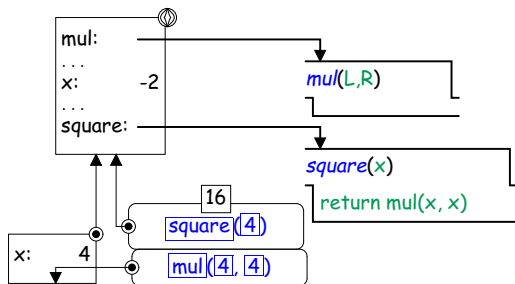 mul:
...
x: -2
...
square:
mul(L,R)
square(x)
return mul(x, x)
16
square(4)
x: 4
mul(4, 4)